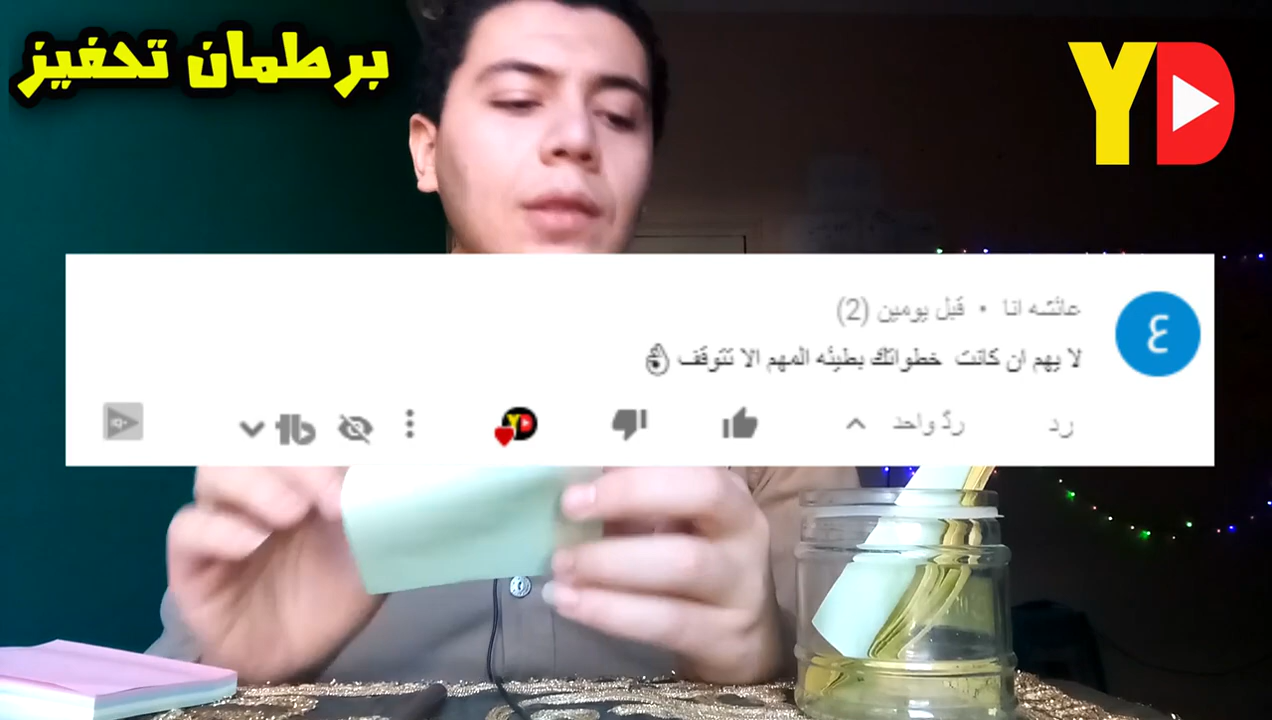 برطمان تحفيز
YD
عائشه انا • قبل يومين (2)
ع
لا يهم ان كانت خطواتك بطيئه المهم الا تتوقف 👌
رد
ردّ واحد
YD